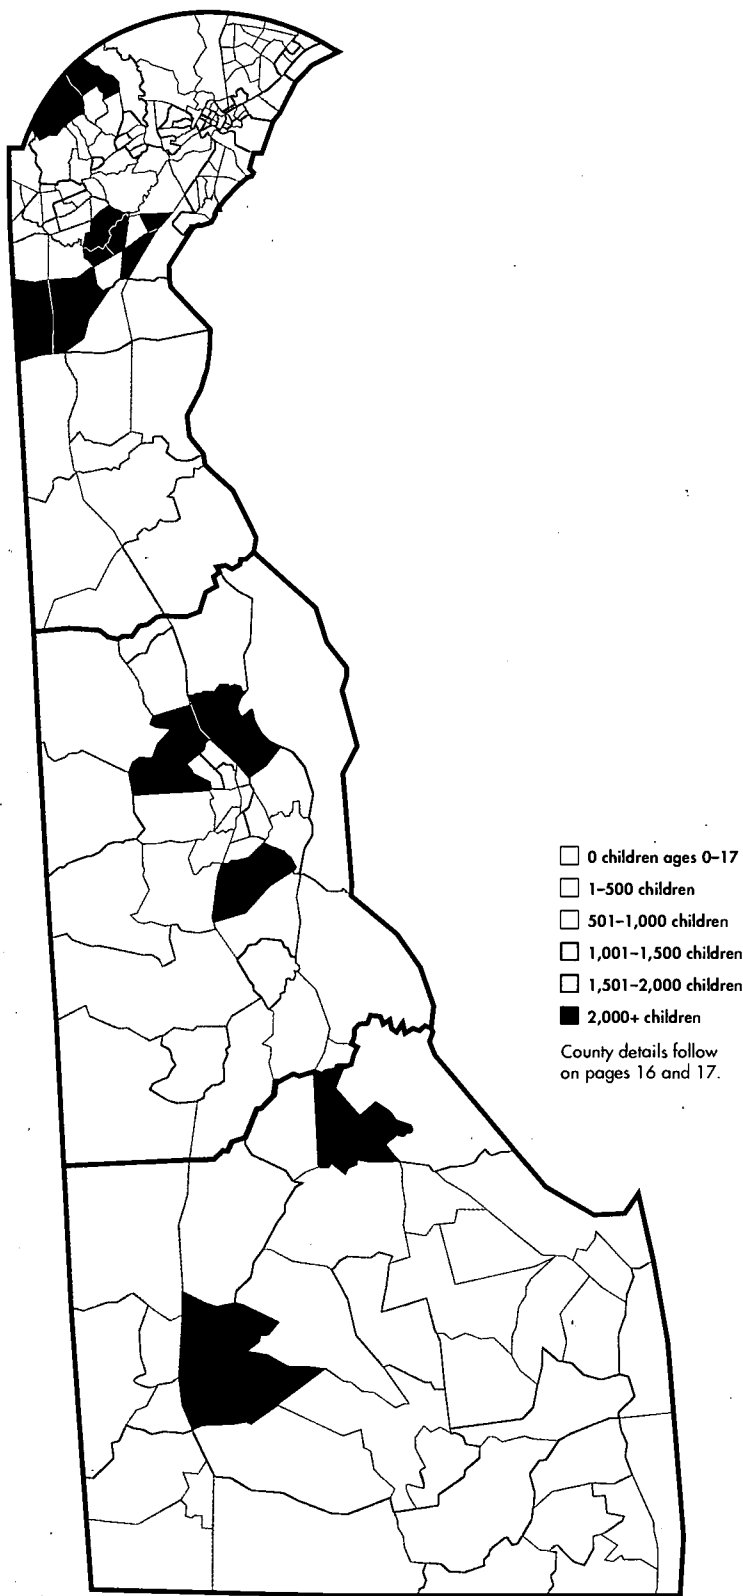 0 children ages 0–17
1–500 children
501–1,000 children
1,001–1,500 children
1,501–2,000 children
2,000+ children
County details follow
on pages 16 and 17.